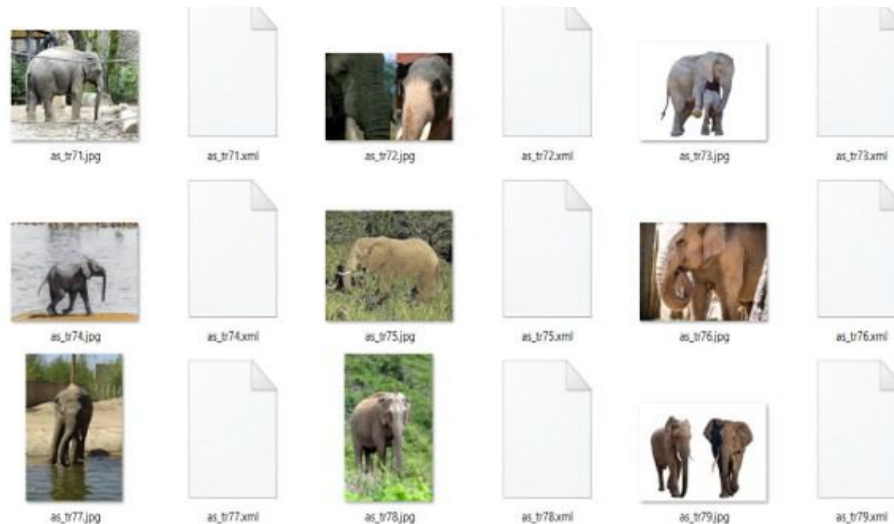 as_tr71.jpg as_tr71.xml as_tr72.jpg as_tr72.xml as_tr73.jpg as_tr73.xml
as_tr74.jpg as_tr74.xml as_tr75.jpg as_tr75.xml as_tr76.jpg as_tr76.xml
as_tr77.jpg as_tr77.xml as_tr78.jpg as_tr78.xml as_tr79.jpg as_tr79.xml